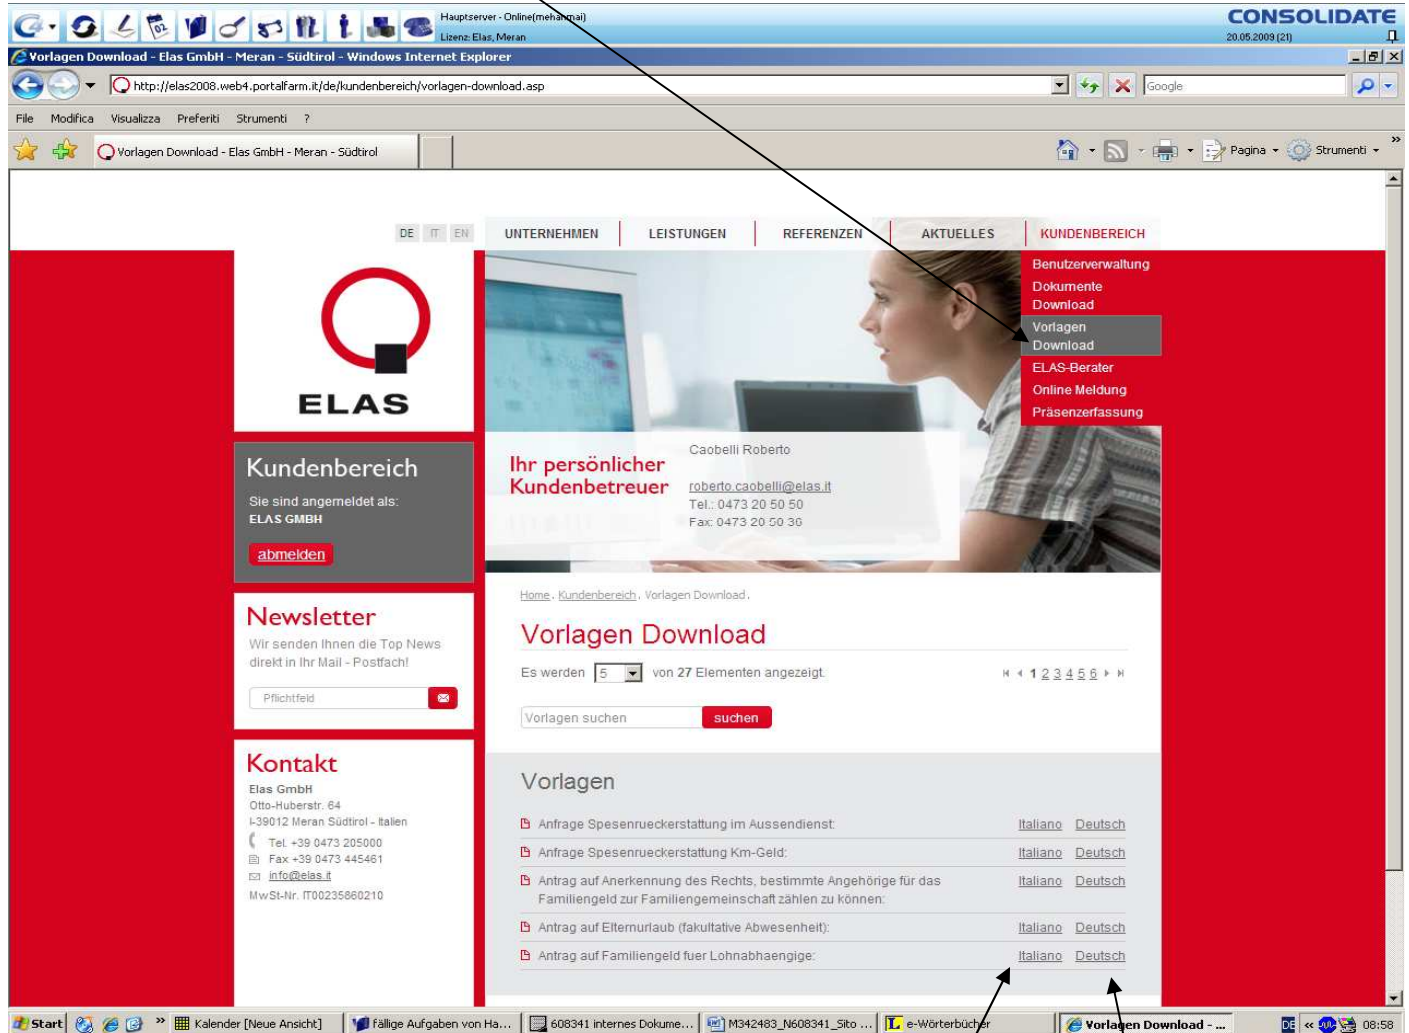 Hauptserver - Online(mehanmai)
Lizenz: Elas, Meran
CONSOLIDATE
20.05.2009 (21)
Vorlagen Download - Elas GmbH - Meran - Südtirol - Windows Internet Explorer
http://elas2008.web4.portalfarm.it/de/kundenbereich/vorlagen-download.asp
Google
File Modifica Visualizza Preferiti Strumenti ?
Vorlagen Download - Elas GmbH - Meran - Südtirol
Pagina Strumenti
DE IT EN
UNTERNEHMEN LEISTUNGEN REFERENZEN AKTUELLES KUNDENBEREICH
Benutzerverwaltung
Dokumente
Download
Vorlagen
Download
ELAS-Berater
Online Meldung
Präsenzerfassung
ELAS
Kundenbereich
Sie sind angemeldet als:
ELAS GMBH
abmelden
Ihr persönlicher
Kundenbetreuer
Caobelli Roberto
roberto.caobelli@elas.it
Tel.: 0473 20 50 50
Fax: 0473 20 50 30
Newsletter
Wir senden Ihnen die Top News
direkt in Ihr Mail - Postfach!
Pflichtfeld
Kontakt
Elas GmbH
Otto-Huberstr. 64
I-39012 Meran Südtirol - Italien
Tel. +39 0473 205000
Fax +39 0473 445461
info@elas.it
MwSt-Nr. IT00235860210
Home. Kundenbereich. Vorlagen Download.
Vorlagen Download
Es werden 5 von 27 Elementen angezeigt.
1 2 3 4 5 6
Vorlagen suchen suchen
Vorlagen
Anfrage Spesenrueckerstattung im Aussendienst: Italiano Deutsch
Anfrage Spesenrueckerstattung Km-Geld: Italiano Deutsch
Antrag auf Anerkennung des Rechts, bestimmte Angehörige für das Italiano Deutsch
Familiengeld zur Familiengemeinschaft zählen zu können:
Antrag auf Elternurlaub (fakultative Abwesenheit): Italiano Deutsch
Antrag auf Familiengeld fuer Lohnabhaengige: Italiano Deutsch
Start » Kalender [Neue Ansicht] fällige Aufgaben von Ha... 608341 internes Dokume... M342483_N608341_Sito ... e-Wörterbücher Vorlagen Download - ... DE « 08:58